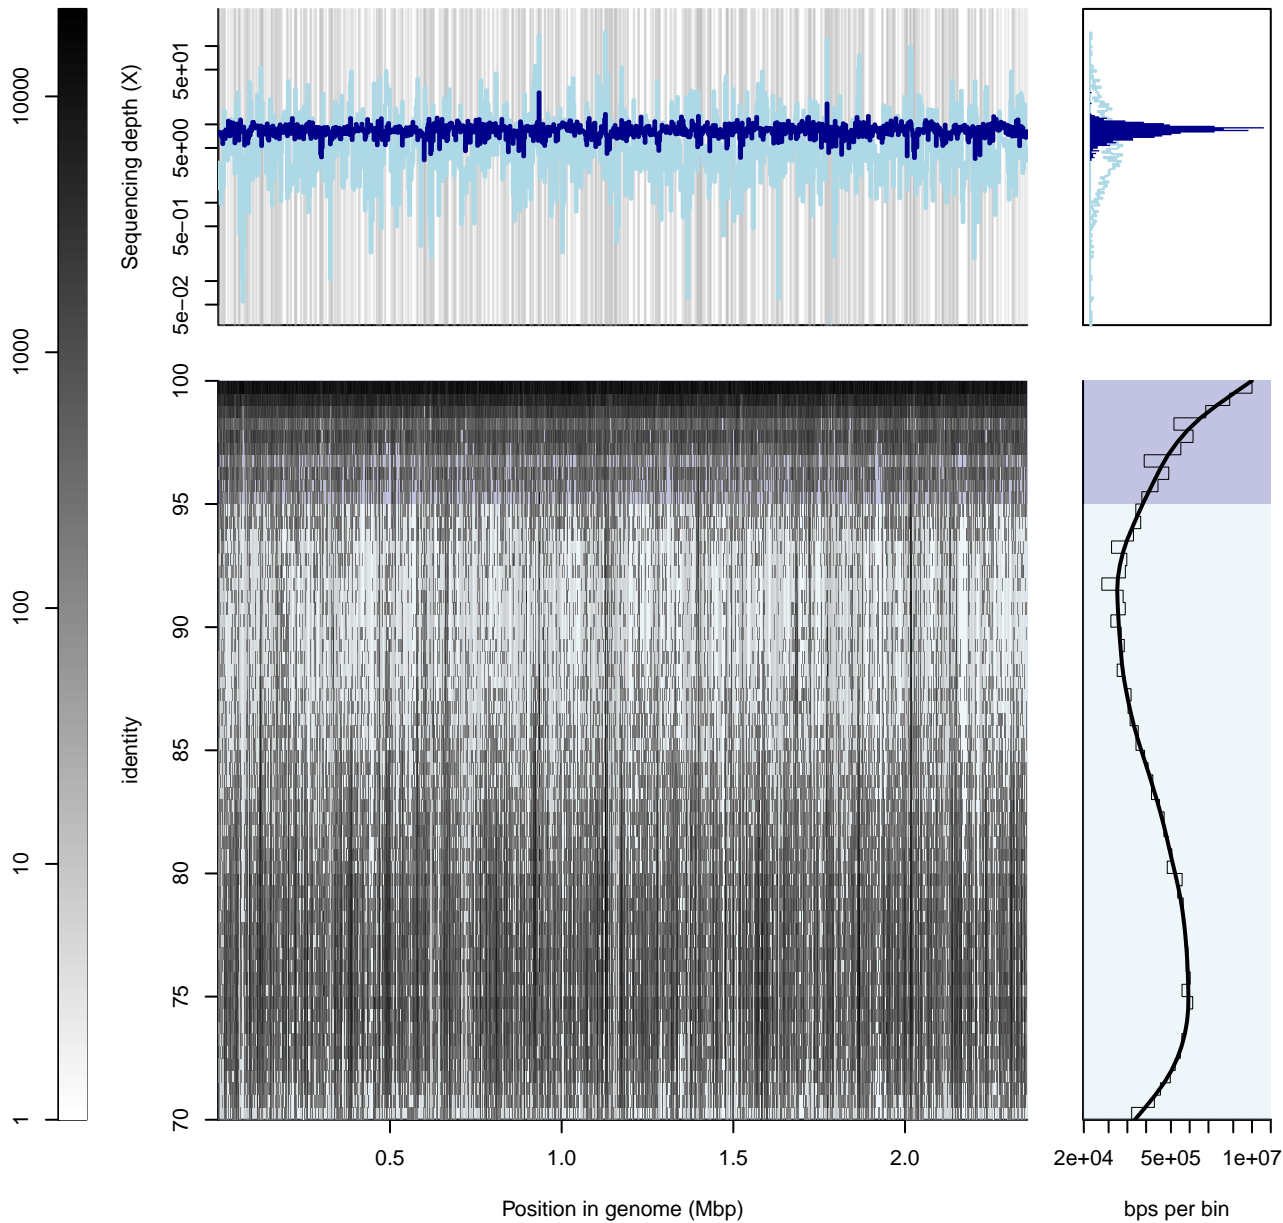 10000
1000
100
10
1
Sequencing depth (X)
5e+01
5e+00
5e−01
5e−02
identity
100
95
90
85
80
75
70
0.5
1.0
1.5
2.0
Position in genome (Mbp)
2e+04
5e+05
1e+07
bps per bin